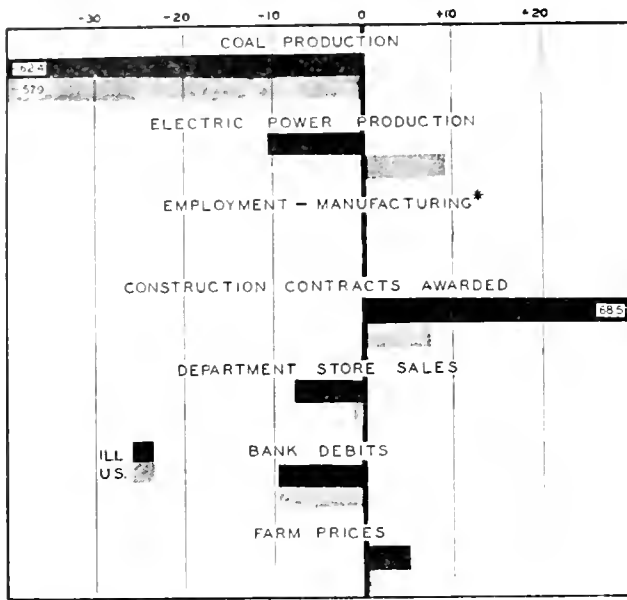 -30 -20 -10 0 +10 +20
COAL PRODUCTION
-62.4
-57.9
ELECTRIC POWER PRODUCTION
EMPLOYMENT – MANUFACTURING*
CONSTRUCTION CONTRACTS AWARDED
68.5
DEPARTMENT STORE SALES
ILL.
U.S.
BANK DEBITS
FARM PRICES